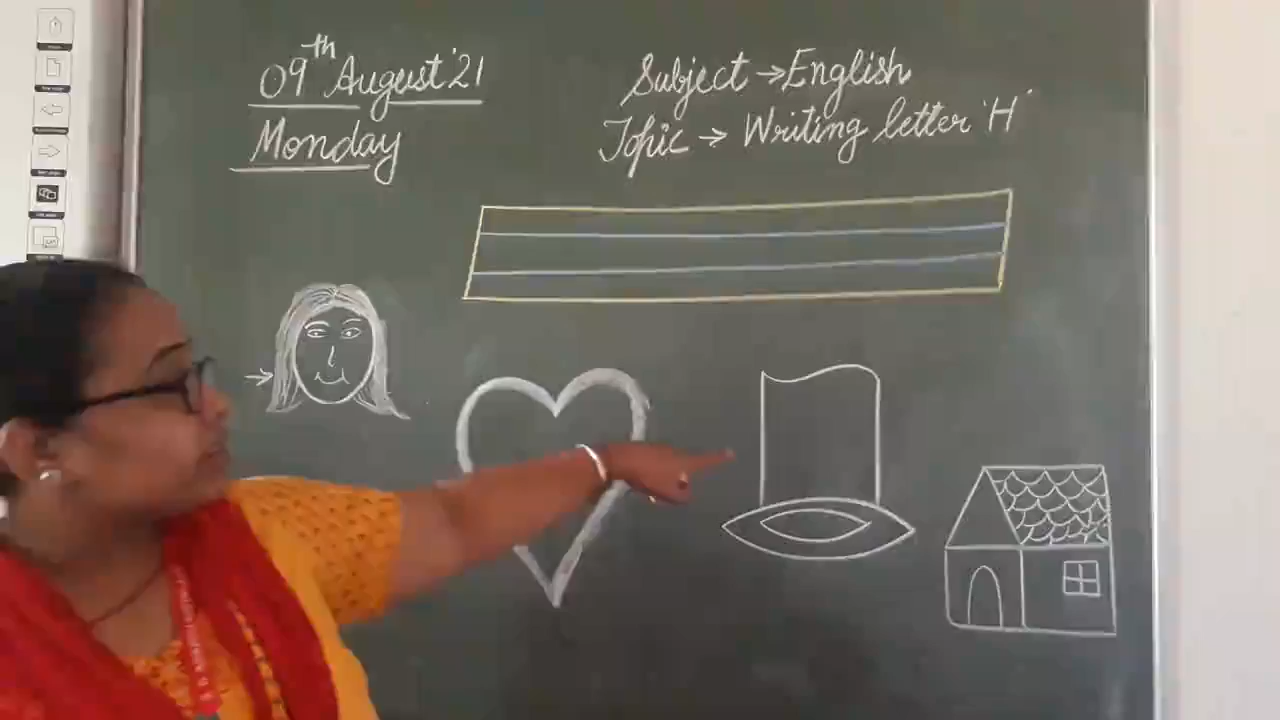 09th August '21
Monday
Subject → English
Topic → Writing letter 'H'